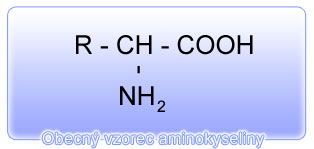 R - CH - COOH
'
NH₂
Obecný vzorec aminokyseliny